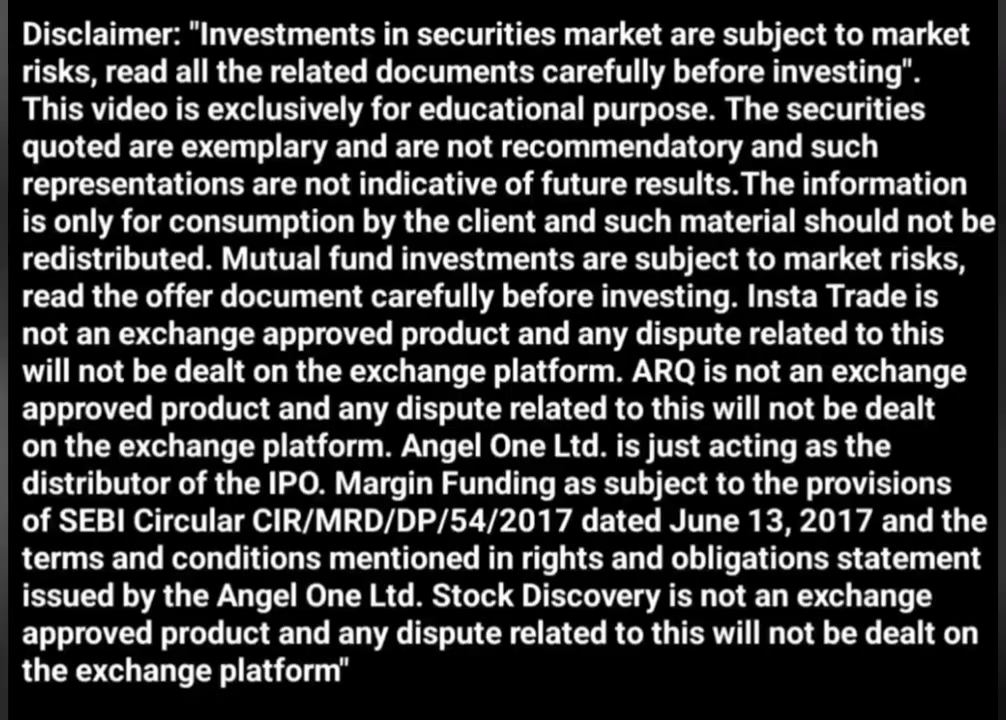 Disclaimer: "Investments in securities market are subject to market
risks, read all the related documents carefully before investing".
This video is exclusively for educational purpose. The securities
quoted are exemplary and are not recommendatory and such
representations are not indicative of future results.The information
is only for consumption by the client and such material should not be
redistributed. Mutual fund investments are subject to market risks,
read the offer document carefully before investing. Insta Trade is
not an exchange approved product and any dispute related to this
will not be dealt on the exchange platform. ARQ is not an exchange
approved product and any dispute related to this will not be dealt
on the exchange platform. Angel One Ltd. is just acting as the
distributor of the IPO. Margin Funding as subject to the provisions
of SEBI Circular CIR/MRD/DP/54/2017 dated June 13, 2017 and the
terms and conditions mentioned in rights and obligations statement
issued by the Angel One Ltd. Stock Discovery is not an exchange
approved product and any dispute related to this will not be dealt on
the exchange platform"